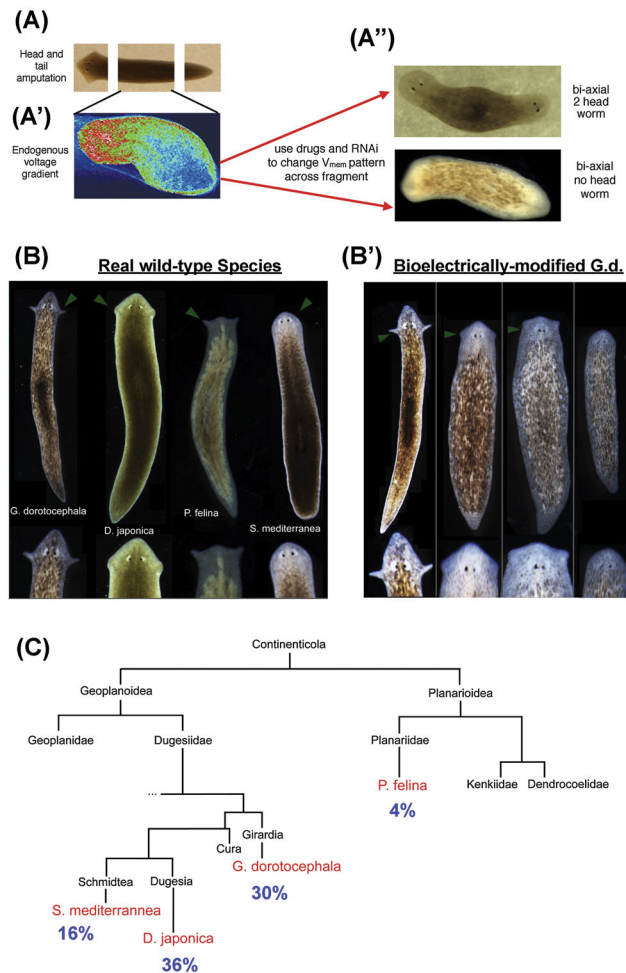 (A)
Head and
tail
amputation
(A')
Endogenous
voltage
gradient
use drugs and RNAi
to change Vmem pattern
across fragment
(A'')
bi-axial
2 head
worm
bi-axial
no head
worm
(B)
Real wild-type Species
G. dorotocephala
D. japonica
P. felina
S. mediterranea
(B')
Bioelectrically-modified G.d.
(C)
Continenticola
Geoplanoidea
Planarioidea
Geoplanidae
Dugesiidae
Planariidae
P. felina
4%
Kenkiidae
Dendrocoelidae
...
Girardia
Cura
G. dorotocephala
30%
Schmidtea
Dugesia
S. mediterrannea
16%
D. japonica
36%